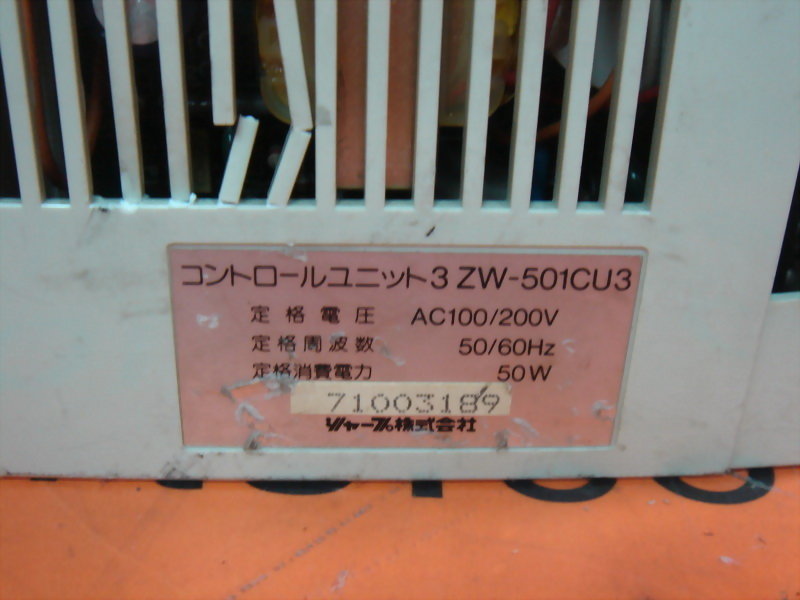 コントロールユニット3 ZW-501CU3
定格電圧 AC100/200V
定格周波数 50/60Hz
定格消費電力 50W
71003189
シャープ株式会社